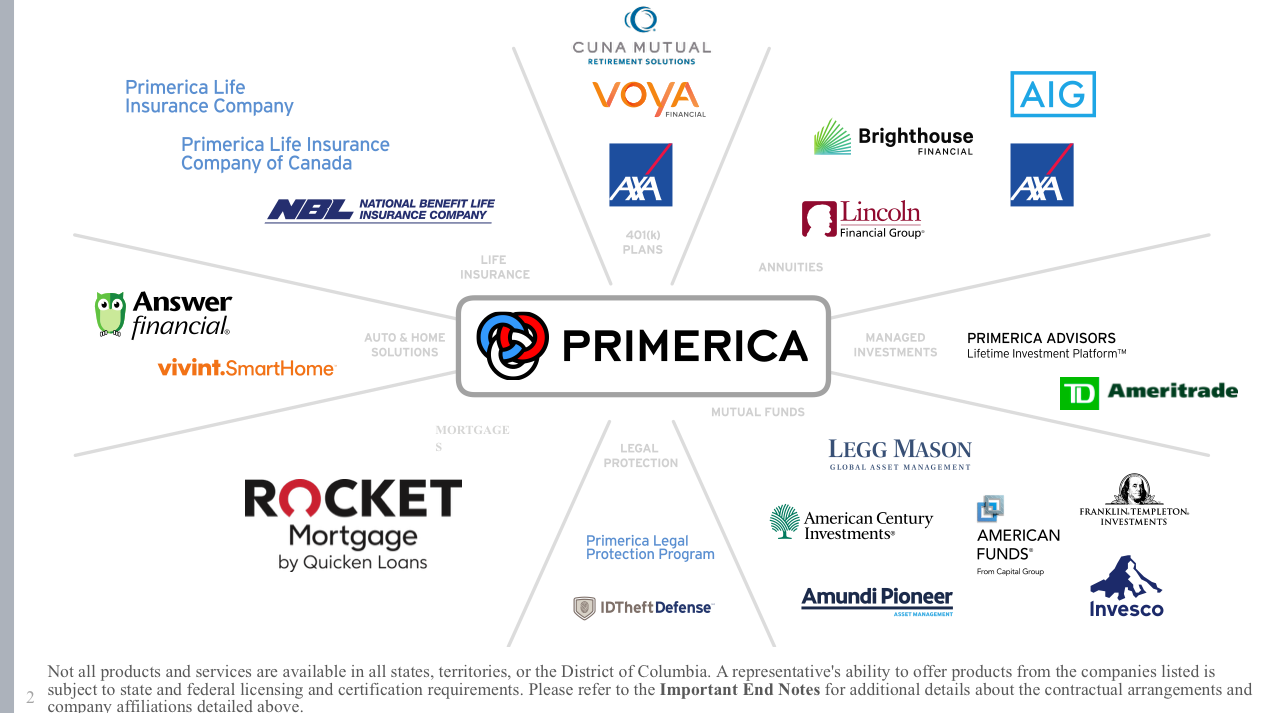 CUNA MUTUAL
RETIREMENT SOLUTIONS
VOYA
FINANCIAL
AXA
401(k)
PLANS
Primerica Life
Insurance Company
Primerica Life Insurance
Company of Canada
NBL NATIONAL BENEFIT LIFE
INSURANCE COMPANY
LIFE
INSURANCE
AIG
Brighthouse
FINANCIAL
AXA
Lincoln
Financial Group®
ANNUITIES
Answer
financial®
vivint.SmartHome
AUTO & HOME
SOLUTIONS
PRIMERICA
MANAGED
INVESTMENTS
PRIMERICA ADVISORS
Lifetime Investment Platform™
TD Ameritrade
MORTGAGE
S
ROCKET
Mortgage
by Quicken Loans
LEGAL
PROTECTION
Primerica Legal
Protection Program
IDTheftDefense™
MUTUAL FUNDS
LEGG MASON
GLOBAL ASSET MANAGEMENT
American Century
Investments®
AMERICAN
FUNDS®
From Capital Group
FRANKLIN TEMPLETON®
INVESTMENTS
Amundi Pioneer
ASSET MANAGEMENT
Invesco
Not all products and services are available in all states, territories, or the District of Columbia. A representative's ability to offer products from the companies listed is
subject to state and federal licensing and certification requirements. Please refer to the Important End Notes for additional details about the contractual arrangements and
company affiliations detailed above.
2